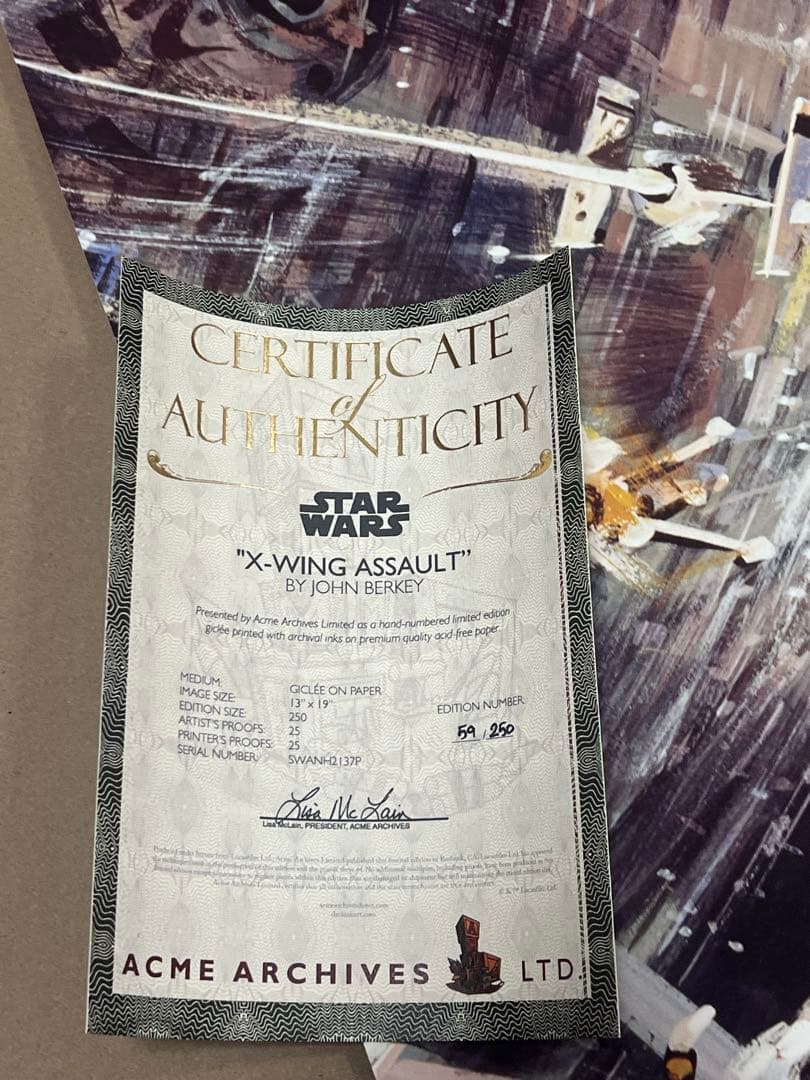 CERTIFICATE
of
AUTHENTICITY
STAR
WARS
"X-WING ASSAULT"
BY JOHN BERKEY
Presented by Acme Archives Limited as a hand-numbered limited edition
giclée printed with archival inks on premium quality acid-free paper.
MEDIUM: GICLÉE ON PAPER
IMAGE SIZE: 13" x 19"
EDITION SIZE: 250
ARTIST'S PROOFS: 25
PRINTER'S PROOFS: 25
SERIAL NUMBER: SWANH2137P
EDITION NUMBER
59 / 250
Lisa McLain
Lisa McLain, PRESIDENT, ACME ARCHIVES
© & ™ Lucasfilm Ltd.
ACME ARCHIVES LTD.